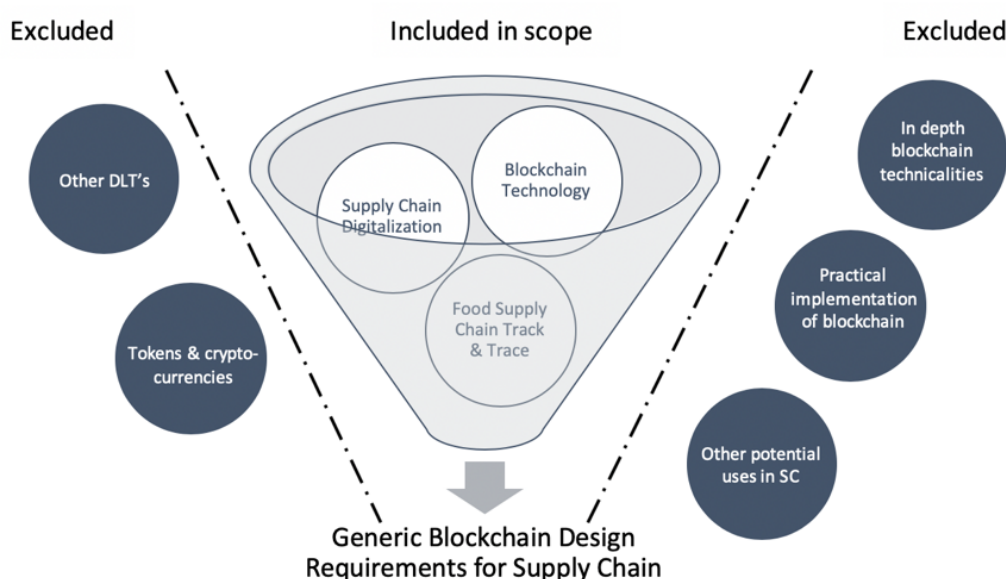 Excluded
Included in scope
Excluded
Other DLT's
Tokens & crypto-
currencies
Supply Chain
Digitalization
Blockchain
Technology
Food Supply
Chain Track
& Trace
In depth
blockchain
technicalities
Practical
implementation
of blockchain
Other potential
uses in SC
Generic Blockchain Design
Requirements for Supply Chain